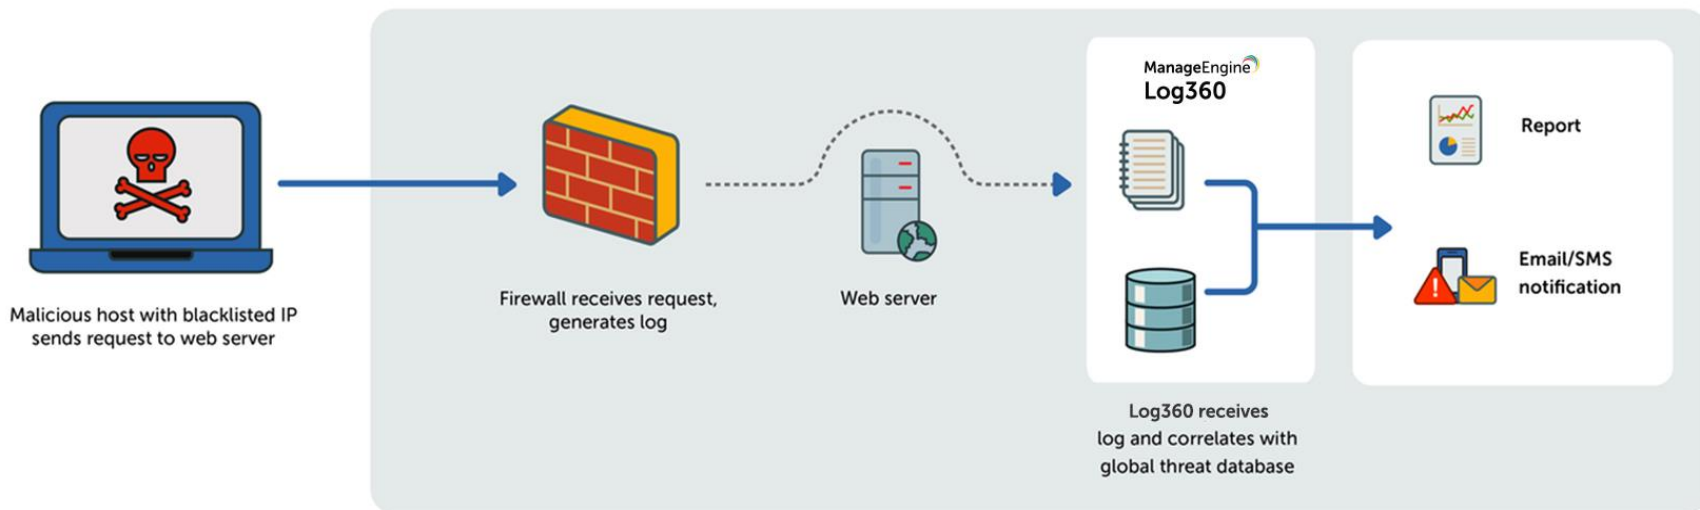 Malicious host with blacklisted IP
sends request to web server
Firewall receives request,
generates log
Web server
ManageEngine
Log360
Log360 receives
log and correlates with
global threat database
Report
Email/SMS
notification